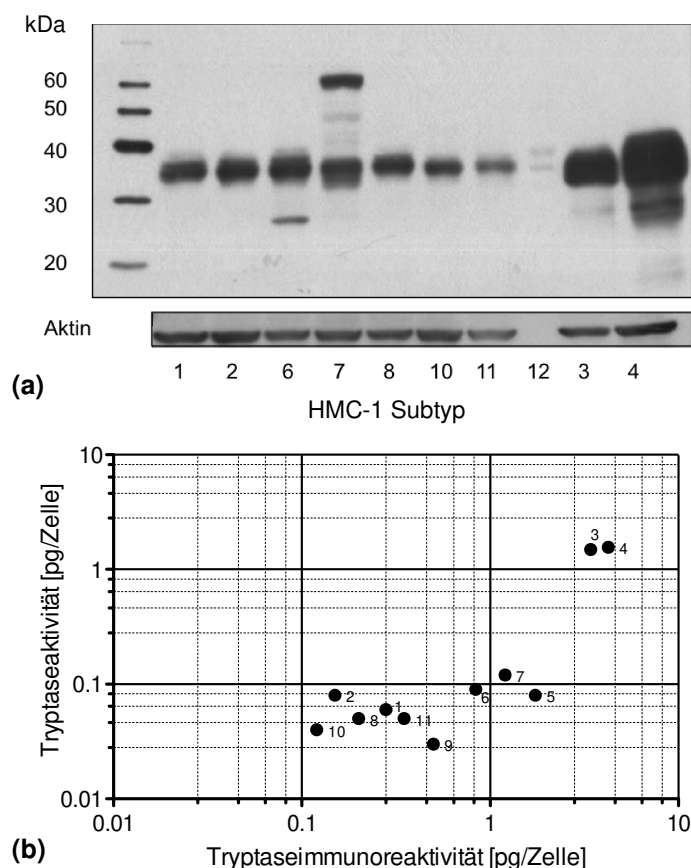 kDa
60
50
40
30
20
Aktin
1 2 6 7 8 10 11 12 3 4
(a)
HMC-1 Subtyp
10
1
0.1
0.01
Tryptaseaktivität [pg/Zelle]
3 4
7
6 5
2
1
10 8 11
9
0.01 0.1 1 10
(b)
Tryptaseimmunoreaktivität [pg/Zelle]